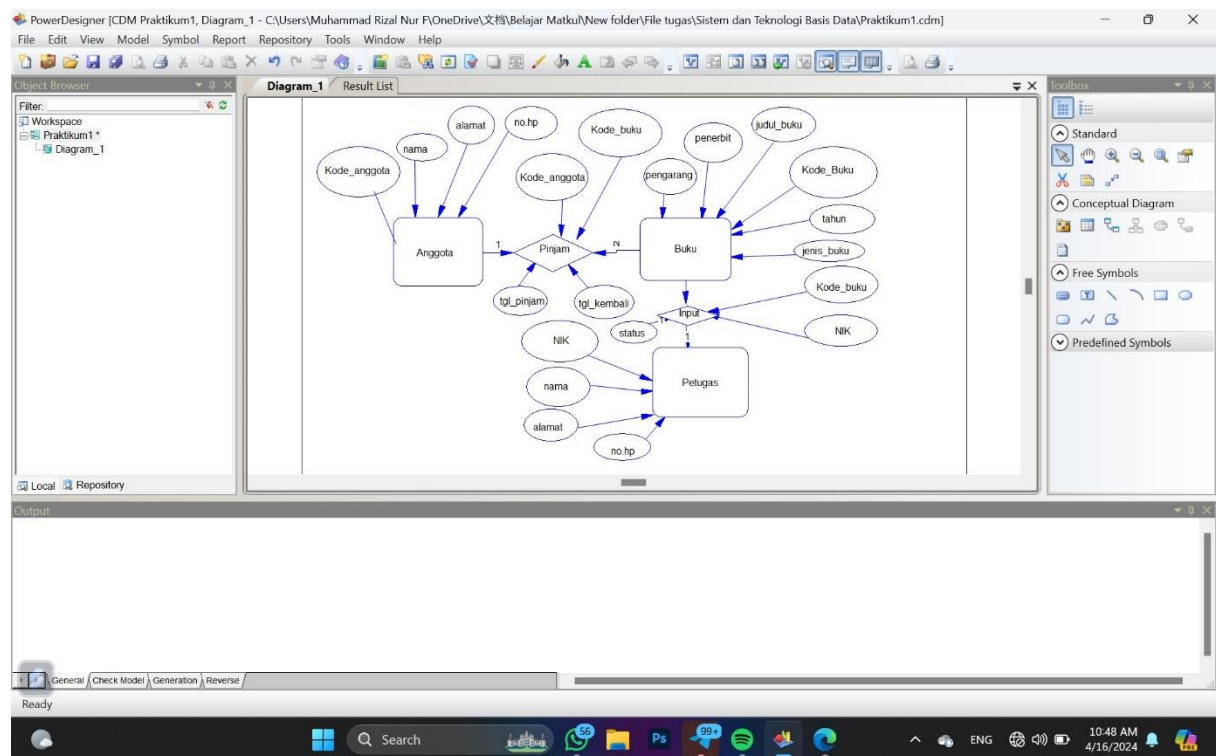 PowerDesigner [CDM Praktikum1, Diagram_1 - C:\Users\Muhammad Rizal Nur F\OneDrive\文档\Belajar Matkul\New folder\File tugas\Sistem dan Teknologi Basis Data\Praktikum1.cdm]
File Edit View Model Symbol Report Repository Tools Window Help
Object Browser
Filter:
Workspace
Praktikum1 *
Diagram_1
Local Repository
Diagram_1 Result List
alamat
no.hp
Kode_buku
judul_buku
penerbit
nama
Kode_anggota
Kode_anggota
pengarang
Kode_Buku
tahun
Anggota
1
Pinjam
N
Buku
jenis_buku
tgl_pinjam
tgl_kembali
Kode_buku
Input
status
1
1
NIK
NIK
Petugas
nama
alamat
no.hp
Toolbox
Standard
Conceptual Diagram
Free Symbols
Predefined Symbols
Output
General Check Model Generation Reverse
Ready
Search
56
Ps
99+
ENG
10:48 AM
4/16/2024
PRE